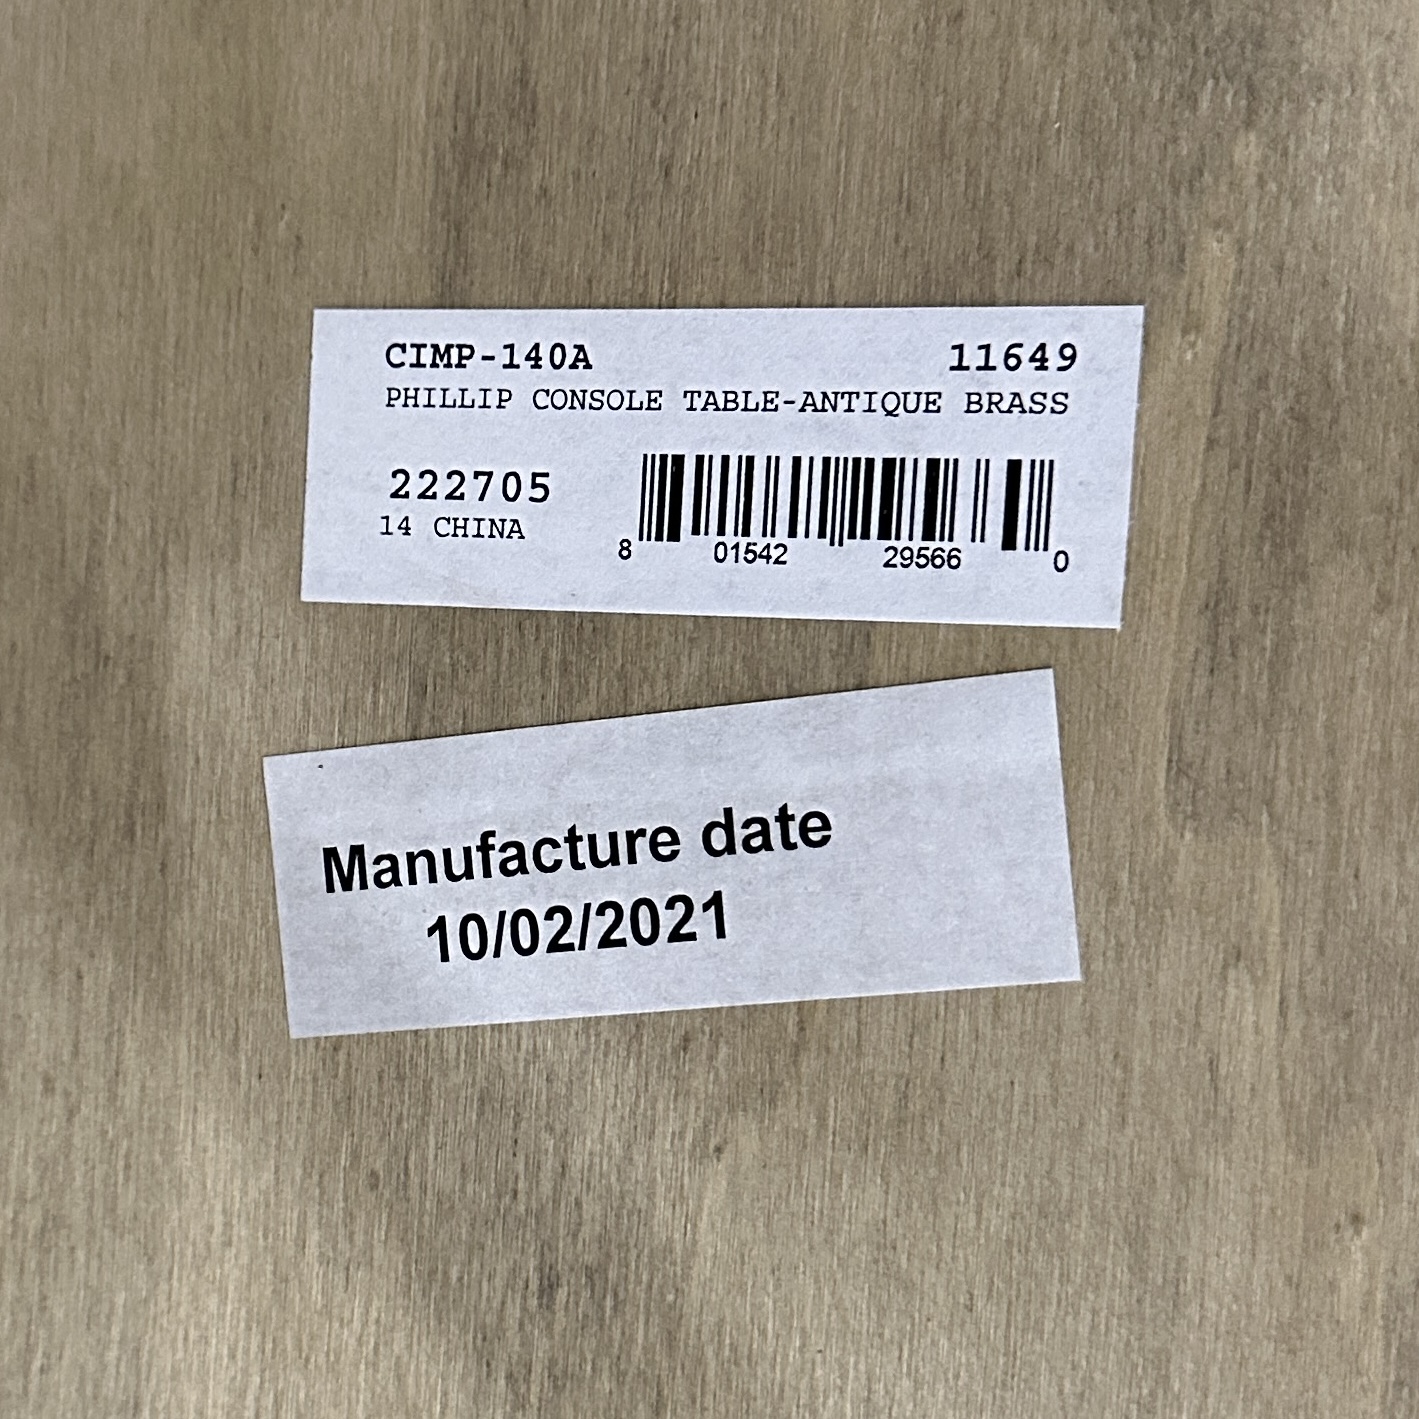 CIMP-140A 11649
PHILLIP CONSOLE TABLE-ANTIQUE BRASS
222705
14 CHINA
8 01542 29566 0
Manufacture date
10/02/2021